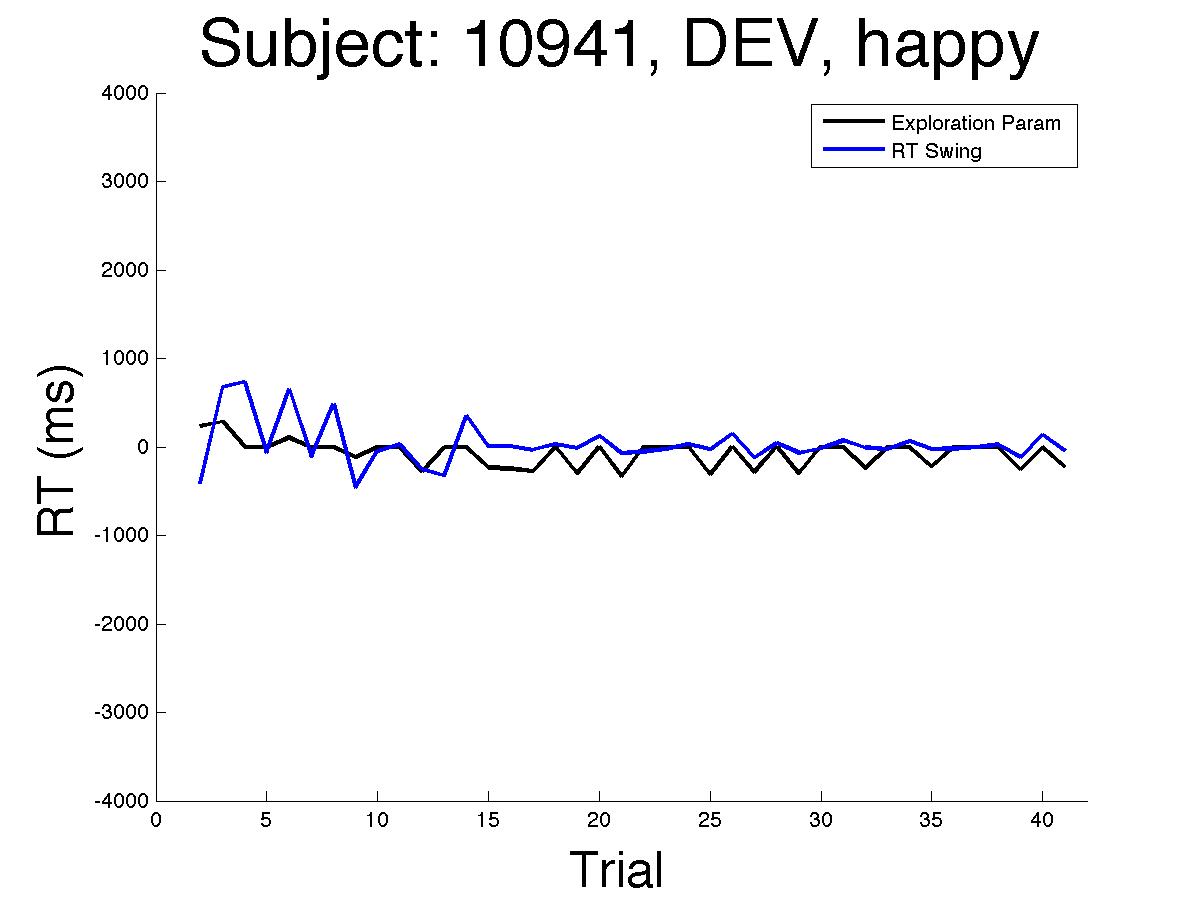 Subject: 10941, DEV, happy
4000
3000
2000
1000
0
-1000
-2000
-3000
-4000
RT (ms)
Exploration Param
RT Swing
0 5 10 15 20 25 30 35 40
Trial